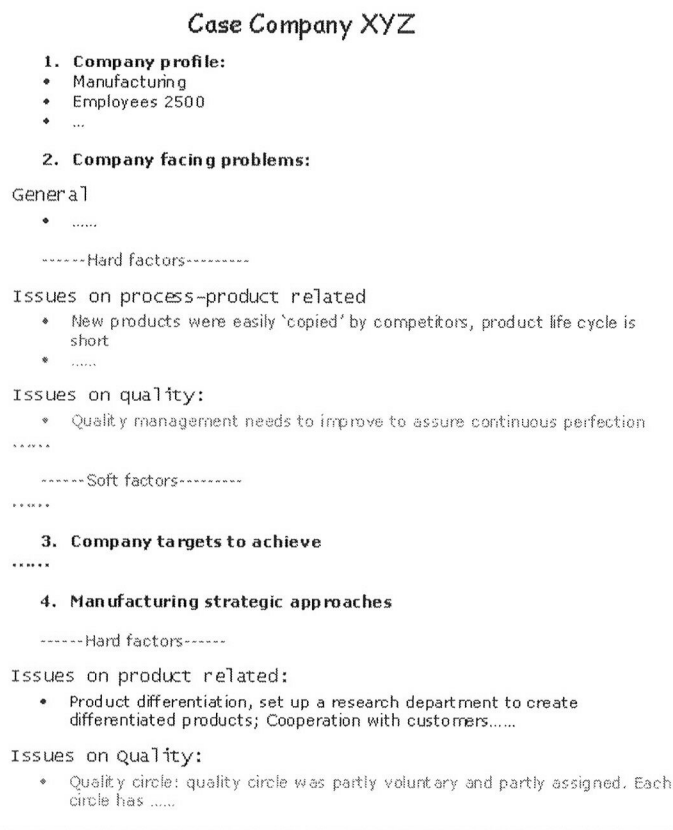 Case Company XYZ
1. Company profile:
• Manufacturing
• Employees 2500
• ...
2. Company facing problems:
General
• ......
------Hard factors---------
Issues on process-product related
• New products were easily ‘copied’ by competitors, product life cycle is
short
• ......
Issues on quality:
• Quality management needs to improve to assure continuous perfection
......
------Soft factors---------
......
3. Company targets to achieve
......
4. Manufacturing strategic approaches
------Hard factors------
Issues on product related:
• Product differentiation, set up a research department to create
differentiated products; Cooperation with customers......
Issues on Quality:
• Quality circle: quality circle was partly voluntary and partly assigned. Each
circle has ......